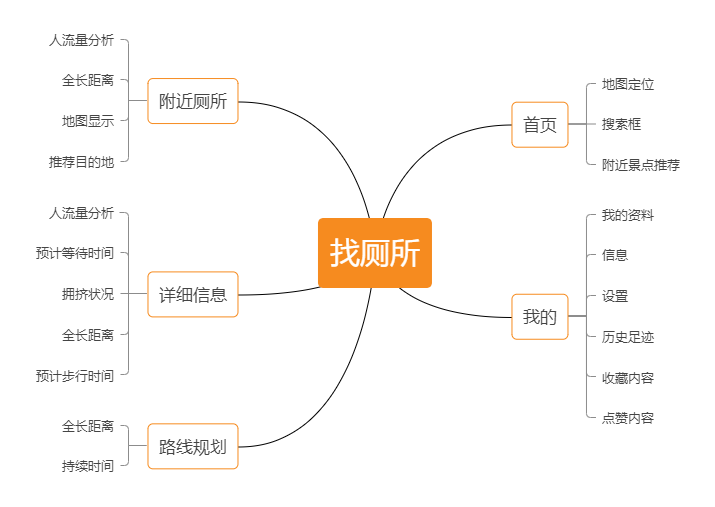 找厕所
首页
地图定位
搜索框
附近景点推荐
我的
我的资料
信息
设置
历史足迹
收藏内容
点赞内容
附近厕所
人流量分析
全长距离
地图显示
推荐目的地
详细信息
人流量分析
预计等待时间
拥挤状况
全长距离
预计步行时间
路线规划
全长距离
持续时间